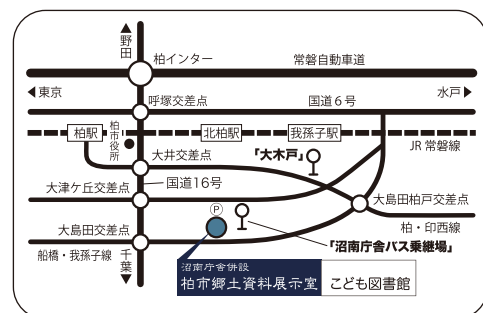 ▲野田
柏インター
常磐自動車道
◀東京
水戸▶
呼塚交差点
国道6号
柏駅
柏市役所
北柏駅
我孫子駅
JR常磐線
大井交差点
「大木戸」
国道16号
大津ケ丘交差点
大島田柏戸交差点
大島田交差点
Ⓟ
柏・印西線
船橋・我孫子線
千葉▼
「沼南庁舎バス乗継場」
沼南庁舎併設
柏市郷土資料展示室
こども図書館